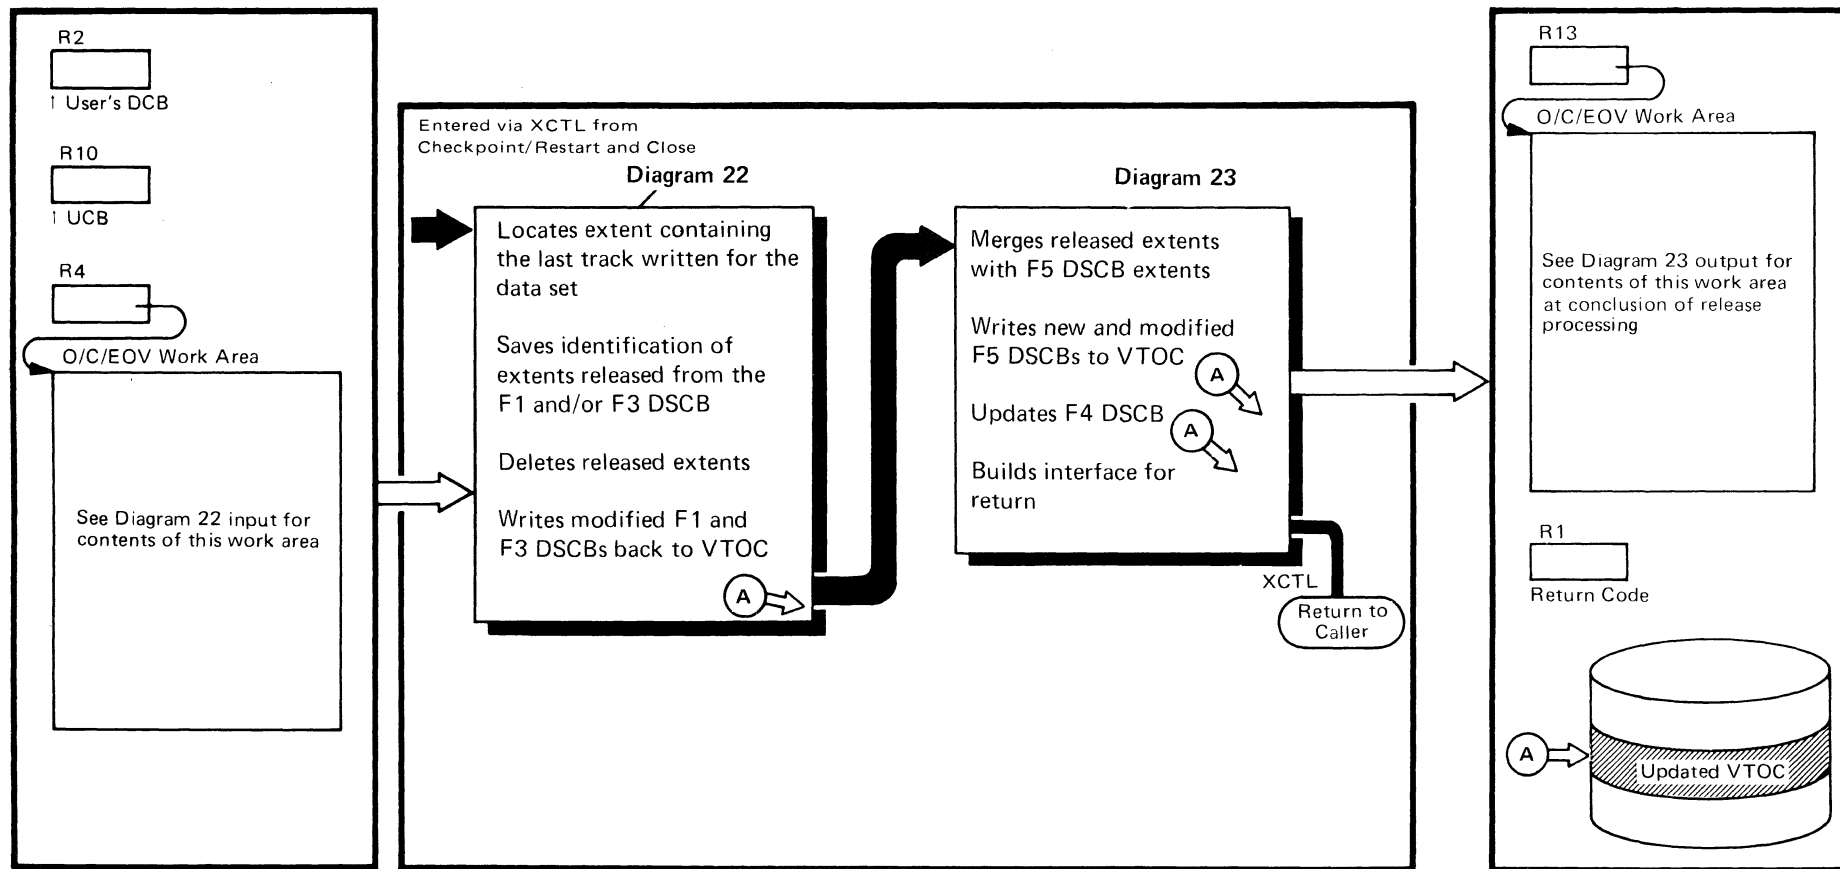 R2
↑ User's DCB
R10
↑ UCB
R4
O/C/EOV Work Area
See Diagram 22 input for
contents of this work area
Entered via XCTL from
Checkpoint/Restart and Close
Diagram 22
Locates extent containing
the last track written for the
data set
Saves identification of
extents released from the
F1 and/or F3 DSCB
Deletes released extents
Writes modified F1 and
F3 DSCBs back to VTOC
A
Diagram 23
Merges released extents
with F5 DSCB extents
Writes new and modified
F5 DSCBs to VTOC
A
Updates F4 DSCB
A
Builds interface for
return
XCTL
Return to
Caller
R13
O/C/EOV Work Area
See Diagram 23 output for
contents of this work area
at conclusion of release
processing
R1
Return Code
A
Updated VTOC